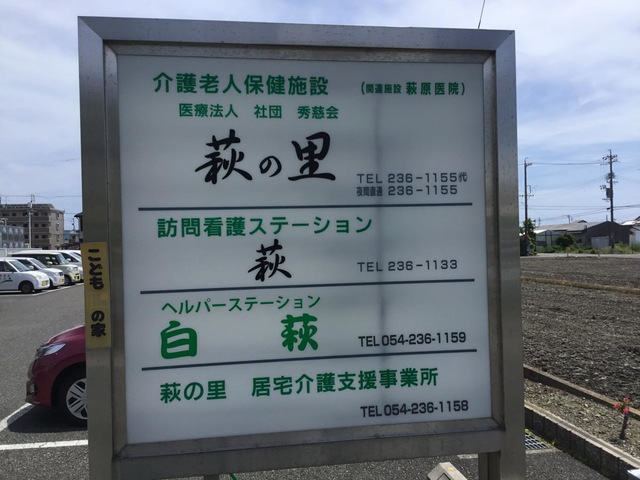 介護老人保健施設
（関連施設 萩原医院）
医療法人 社団 秀慈会
萩の里
TEL 236-1155代
夜間直通 236-1155
訪問看護ステーション
萩
TEL 236-1133
ヘルパーステーション
白萩
TEL 054-236-1159
萩の里 居宅介護支援事業所
TEL 054-236-1158
こども の家